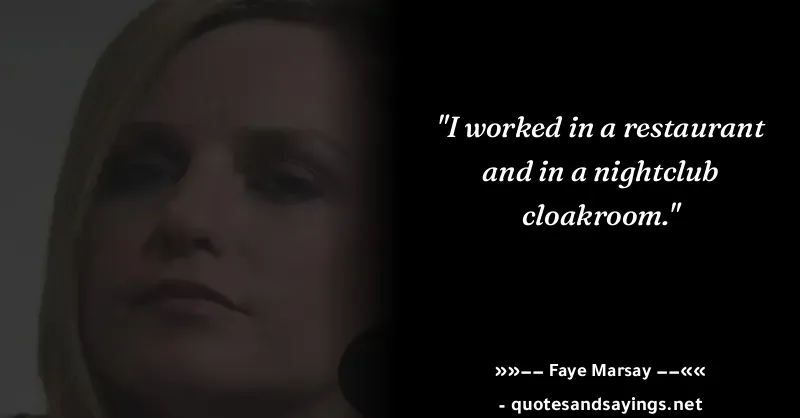 "I worked in a restaurant
and in a nightclub
cloakroom."
»»−− Faye Marsay −−««
- quotesandsayings.net